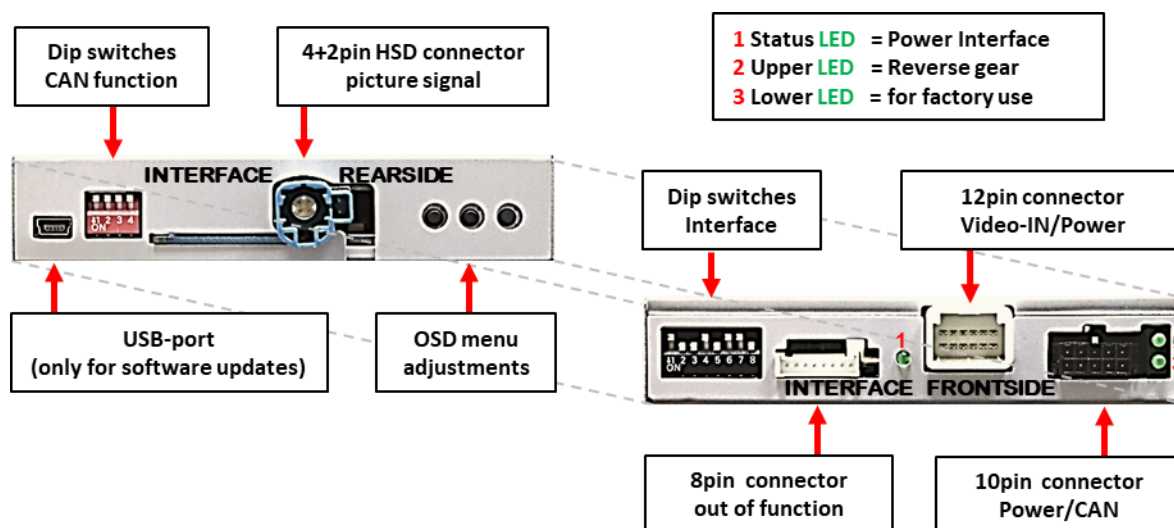 Dip switches
CAN function
4+2pin HSD connector
picture signal
1 Status LED = Power Interface
2 Upper LED = Reverse gear
3 Lower LED = for factory use
INTERFACE REARSIDE
1 2 3 4
ON
USB-port
(only for software updates)
OSD menu
adjustments
Dip switches
Interface
12pin connector
Video-IN/Power
1
1 2 3 4 5 6 7 8
ON
INTERFACE FRONTSIDE
8pin connector
out of function
10pin connector
Power/CAN